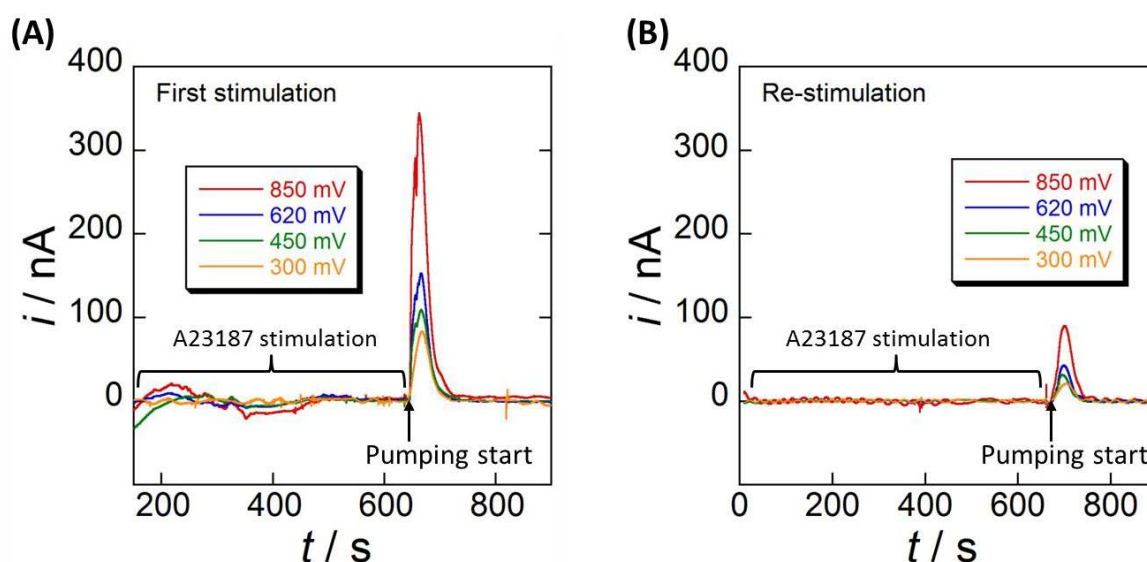 (A)
400
300
200
100
0
i / nA
First stimulation
850 mV
620 mV
450 mV
300 mV
A23187 stimulation
Pumping start
200
400
600
800
t / s
(B)
400
300
200
100
0
i / nA
Re-stimulation
850 mV
620 mV
450 mV
300 mV
A23187 stimulation
Pumping start
0
200
400
600
800
t / s